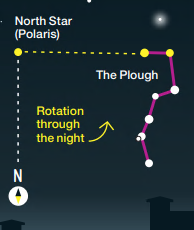 North Star
(Polaris)
The Plough
Rotation
through
the night
N